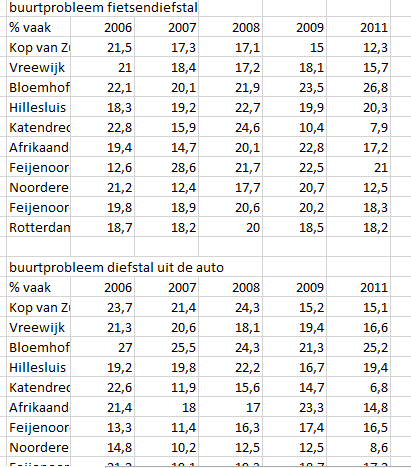 buurtprobleem fietsendiefstal
% vaak 2006 2007 2008 2009 2011
Kop van Zu 21,5 17,3 17,1 15 12,3
Vreewijk 21 18,4 17,2 18,1 15,7
Bloemhof 22,1 20,1 21,9 23,5 26,8
Hillesluis 18,3 19,2 22,7 19,9 20,3
Katendrec 22,8 15,9 24,6 10,4 7,9
Afrikaand 19,4 14,7 20,1 22,8 17,2
Feijenoor 12,6 28,6 21,7 22,5 21
Noordere 21,2 12,4 17,7 20,7 12,5
Feijenoor 19,8 18,9 20,6 20,2 18,3
Rotterdam 18,7 18,2 20 18,5 18,2
buurtprobleem diefstal uit de auto
% vaak 2006 2007 2008 2009 2011
Kop van Zu 23,7 21,4 24,3 15,2 15,1
Vreewijk 21,3 20,6 18,1 19,4 16,6
Bloemhof 27 25,5 24,3 21,3 25,2
Hillesluis 19,2 19,8 22,2 16,7 19,4
Katendrec 22,6 11,9 15,6 14,7 6,8
Afrikaand 21,4 18 17 23,3 14,8
Feijenoor 13,3 11,4 16,3 17,4 16,5
Noordere 14,8 10,2 12,5 12,5 8,6